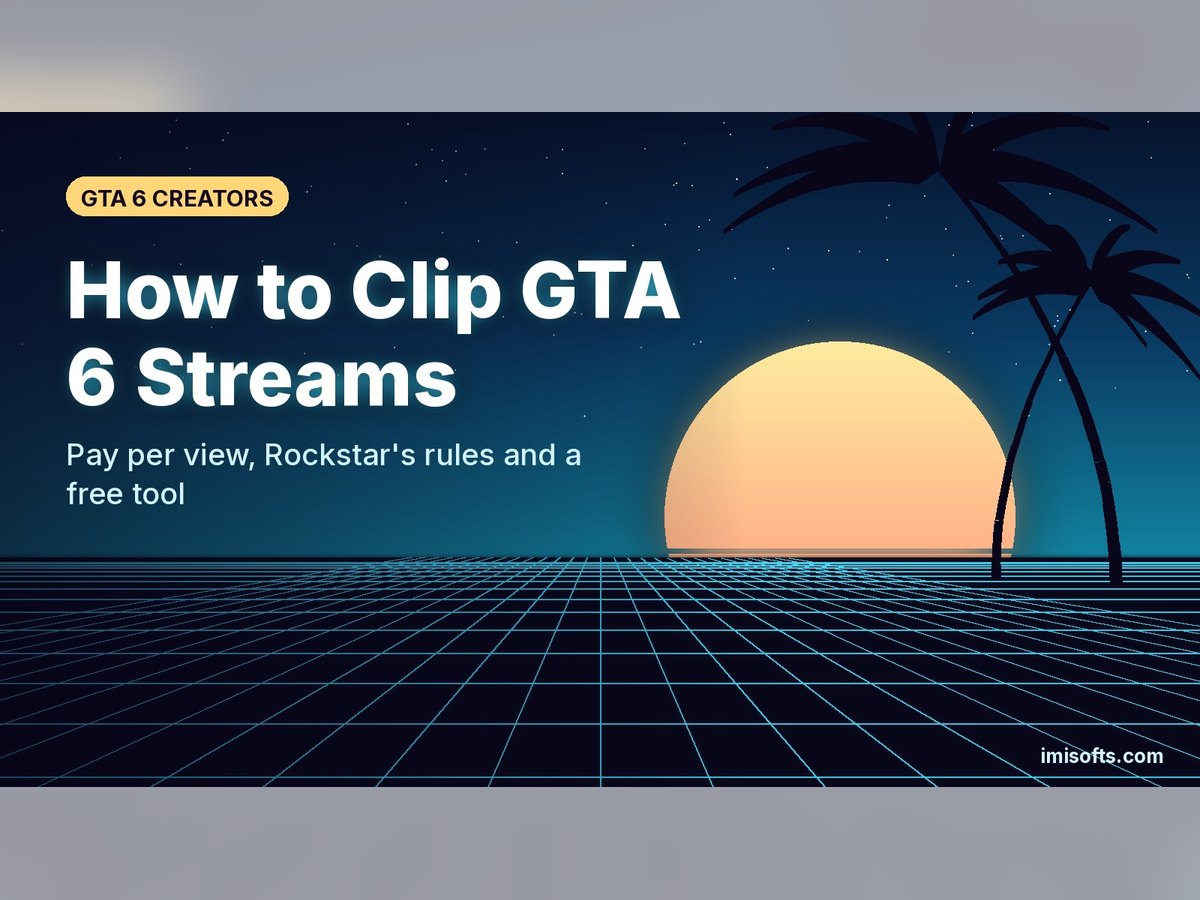 GTA 6 CREATORS
How to Clip GTA
6 Streams
Pay per view, Rockstar's rules and a
free tool
imisofts.com